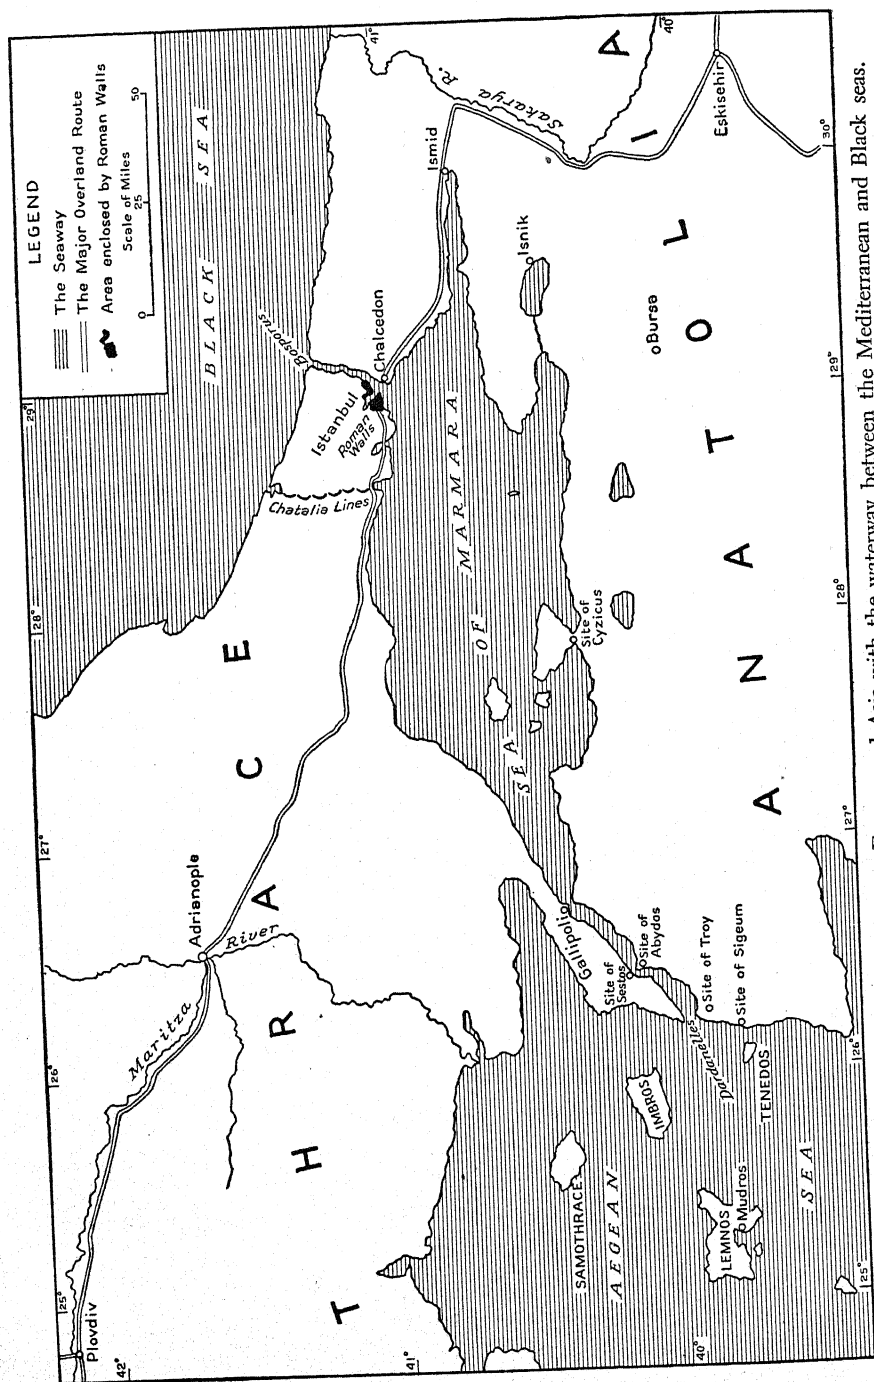 LEGEND
The Seaway
The Major Overland Route
Area enclosed by Roman Walls
Scale of Miles
0 25 50
BLACK SEA
Bosporus
Istanbul
Roman
Walls
Chalcedon
Chatalia Lines
Ismid
Sakarya R.
Isnik
Bursa
Eskisehir
SEA OF MARMARA
Site of
Cyzicus
THRACE
ANATOLIA
Adrianople
Maritza River
Plovdiv
Gallipolio
Site of
Sestos
Site of
Abydos
Site of Troy
Site of Sigeum
Dardanelles
TENEDOS
IMBROS
SAMOTHRACE
LEMNOS
Mudros
AEGEAN SEA
25°
26°
27°
28°
29°
41°
40°
42°
41
40°
25°
26°
27°
28°
29°
30°
and Asia with the waterway between the Mediterranean and Black seas.